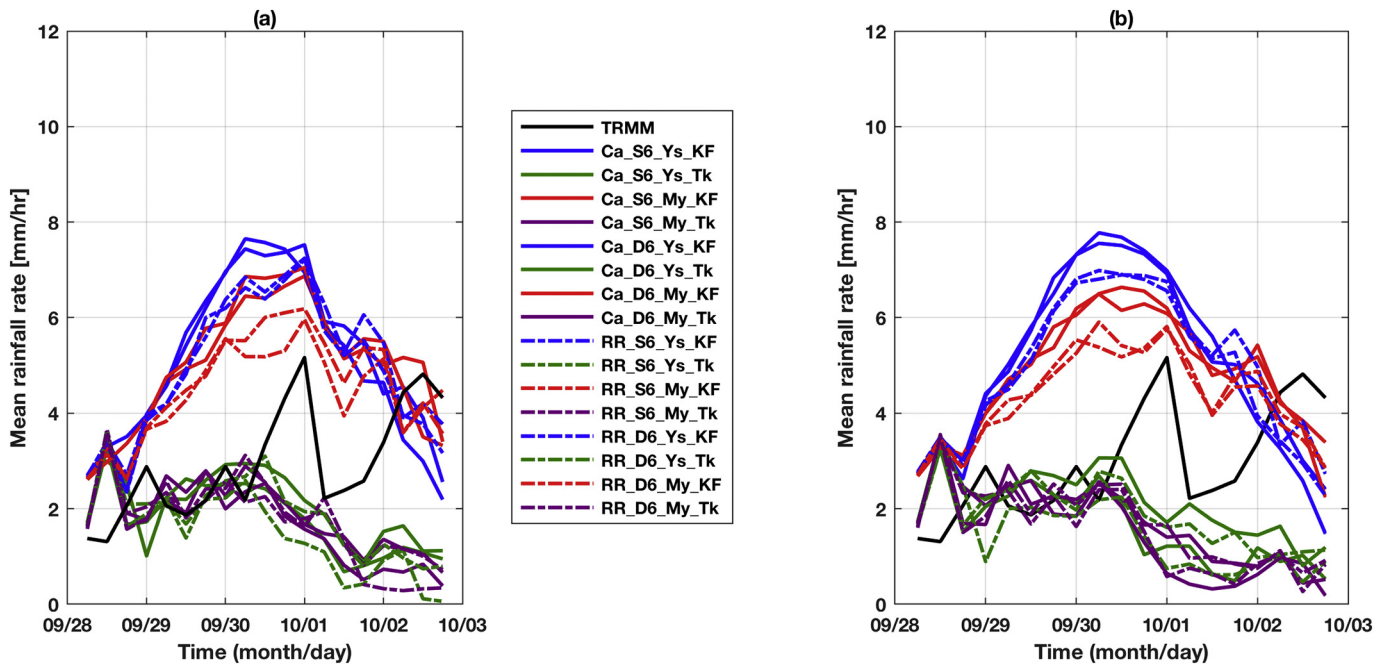 (a)
12
10
8
6
4
2
0
Mean rainfall rate [mm/hr]
09/28
09/29
09/30
10/01
10/02
10/03
Time (month/day)
TRMM
Ca_S6_Ys_KF
Ca_S6_Ys_Tk
Ca_S6_My_KF
Ca_S6_My_Tk
Ca_D6_Ys_KF
Ca_D6_Ys_Tk
Ca_D6_My_KF
Ca_D6_My_Tk
RR_S6_Ys_KF
RR_S6_Ys_Tk
RR_S6_My_KF
RR_S6_My_Tk
RR_D6_Ys_KF
RR_D6_Ys_Tk
RR_D6_My_KF
RR_D6_My_Tk
(b)
12
10
8
6
4
2
0
Mean rainfall rate [mm/hr]
09/28
09/29
09/30
10/01
10/02
10/03
Time (month/day)